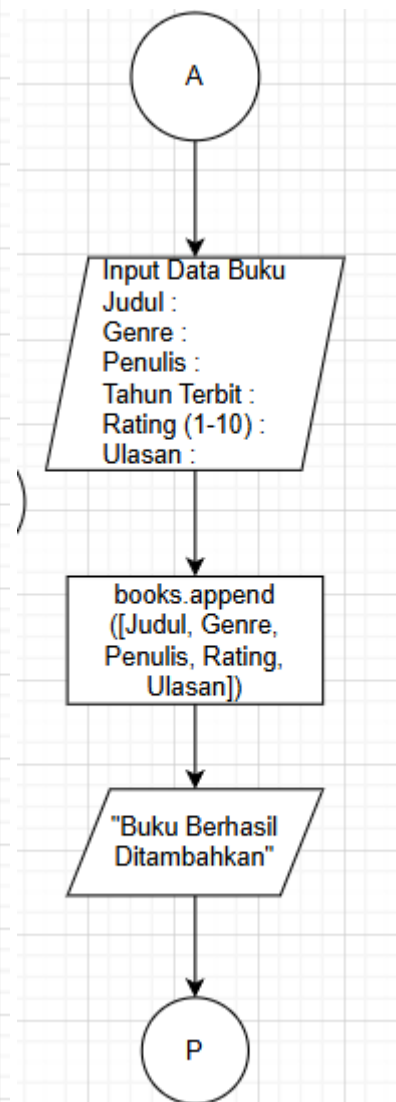 A
Input Data Buku
Judul :
Genre :
Penulis :
Tahun Terbit :
Rating (1-10) :
Ulasan :
books.append
([Judul, Genre,
Penulis, Rating,
Ulasan])
"Buku Berhasil
Ditambahkan"
P